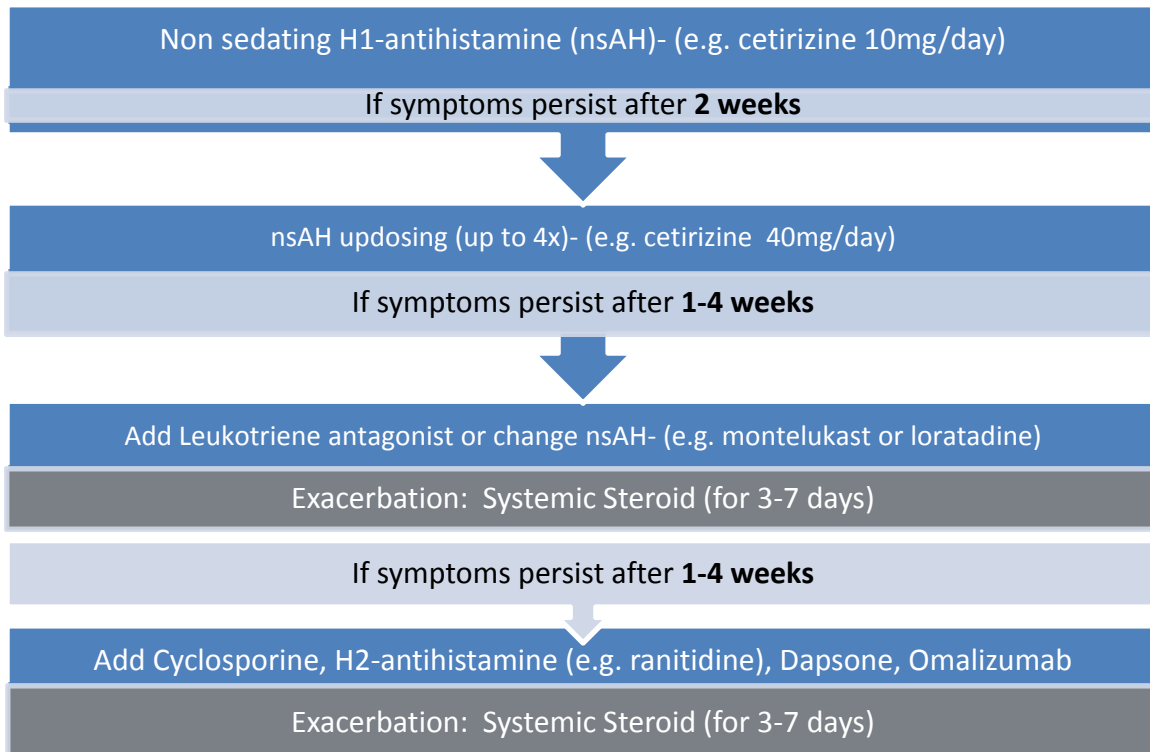 Non sedating H1-antihistamine (nsAH)- (e.g. cetirizine 10mg/day)
If symptoms persist after 2 weeks
nsAH updosing (up to 4x)- (e.g. cetirizine  40mg/day)
If symptoms persist after 1-4 weeks
Add Leukotriene antagonist or change nsAH- (e.g. montelukast or loratadine)
Exacerbation:  Systemic Steroid (for 3-7 days)
If symptoms persist after 1-4 weeks
Add Cyclosporine, H2-antihistamine (e.g. ranitidine), Dapsone, Omalizumab
Exacerbation:  Systemic Steroid (for 3-7 days)